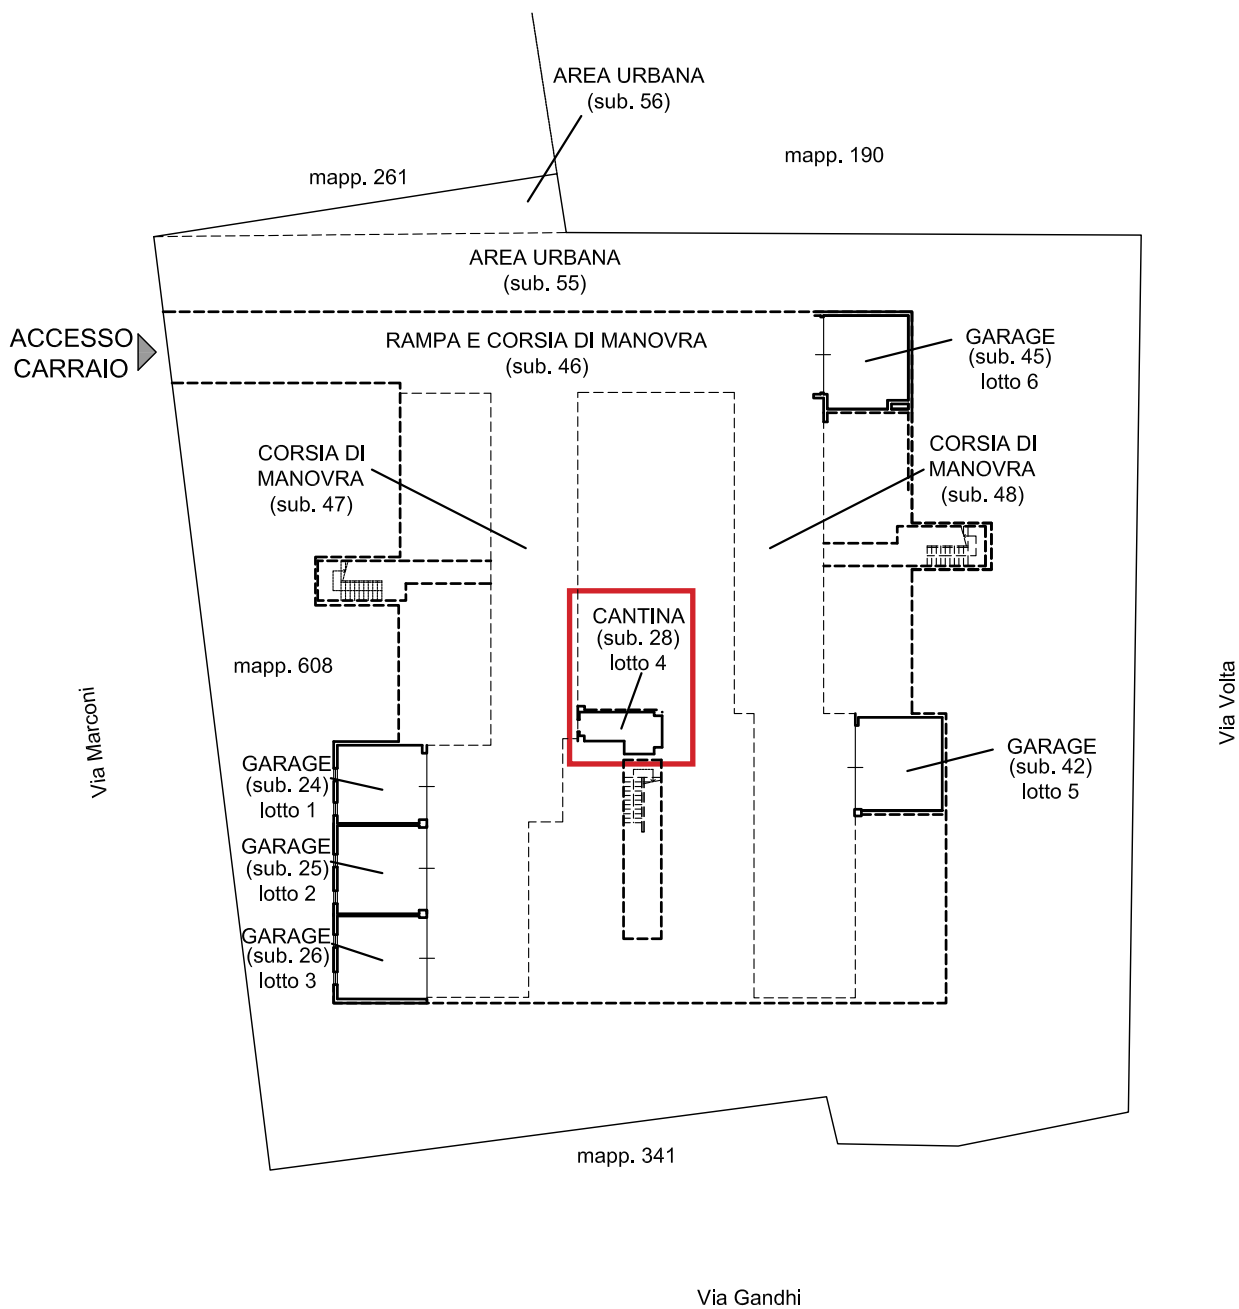 AREA URBANA
(sub. 56)
mapp. 190
mapp. 261
AREA URBANA
(sub. 55)
ACCESSO
CARRAIO
RAMPA E CORSIA DI MANOVRA
(sub. 46)
GARAGE
(sub. 45)
lotto 6
CORSIA DI
MANOVRA
(sub. 47)
CORSIA DI
MANOVRA
(sub. 48)
CANTINA
(sub. 28)
lotto 4
mapp. 608
Via Marconi
Via Volta
GARAGE
(sub. 24)
lotto 1
GARAGE
(sub. 42)
lotto 5
GARAGE
(sub. 25)
lotto 2
GARAGE
(sub. 26)
lotto 3
mapp. 341
Via Gandhi